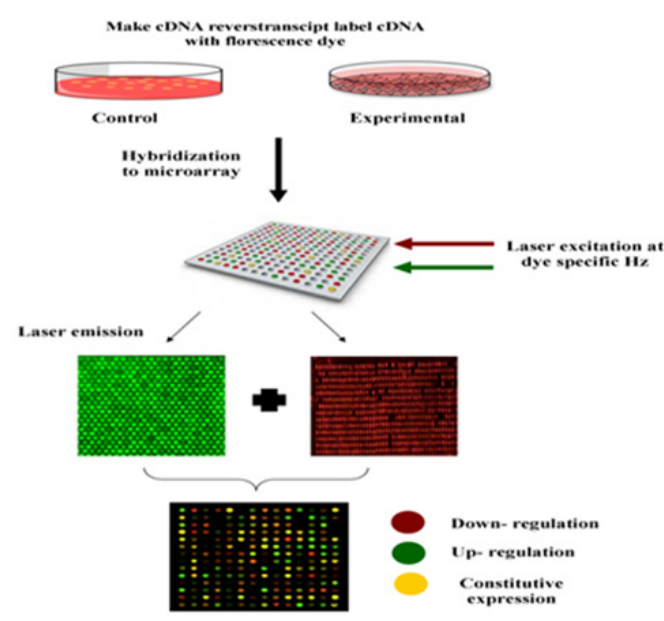 Make cDNA reverstranscipt label cDNA
with florescence dye
Control
Experimental
Hybridization
to microarray
Laser excitation at
dye specific Hz
Laser emission
Down- regulation
Up- regulation
Constitutive
expression